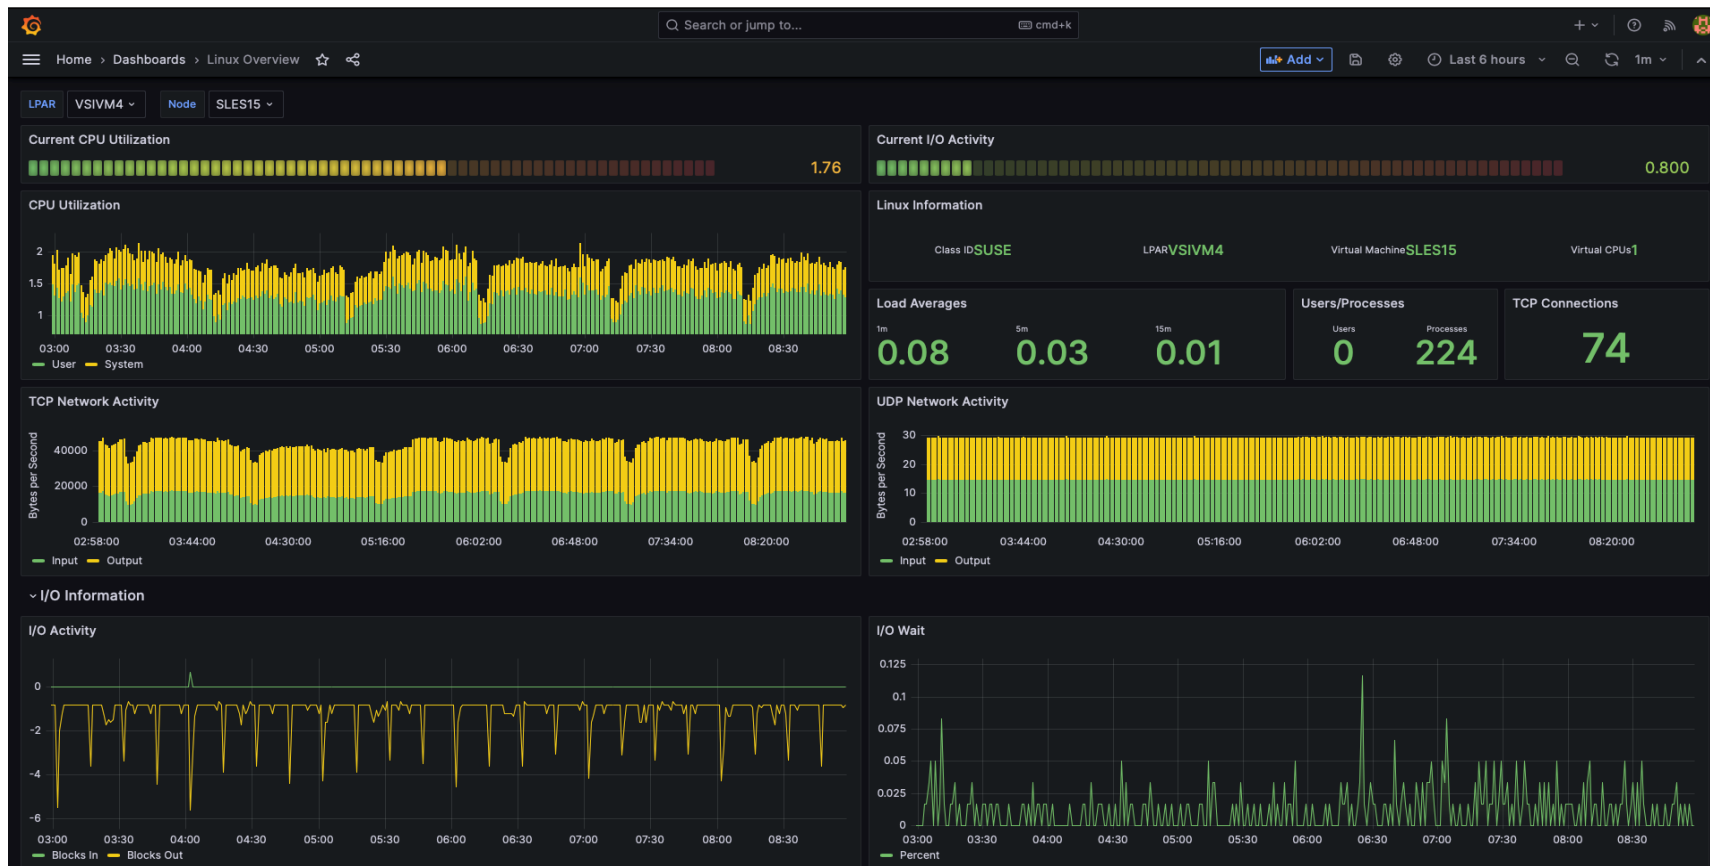 Search or jump to...
cmd+k
Home › Dashboards › Linux Overview
Add
Last 6 hours
1m
LPAR
VSIVM4
Node
SLES15
Current CPU Utilization
1.76
Current I/O Activity
0.800
CPU Utilization
2
1.5
1
03:00 03:30 04:00 04:30 05:00 05:30 06:00 06:30 07:00 07:30 08:00 08:30
User System
Linux Information
Class ID SUSE
LPAR VSIVM4
Virtual Machine SLES15
Virtual CPUs 1
Load Averages
1m 5m 15m
0.08 0.03 0.01
Users/Processes
Users Processes
0 224
TCP Connections
74
TCP Network Activity
Bytes per Second
40000
20000
0
02:58:00 03:44:00 04:30:00 05:16:00 06:02:00 06:48:00 07:34:00 08:20:00
Input Output
UDP Network Activity
Bytes per Second
30
20
10
0
02:58:00 03:44:00 04:30:00 05:16:00 06:02:00 06:48:00 07:34:00 08:20:00
Input Output
I/O Information
I/O Activity
0
-2
-4
-6
03:00 03:30 04:00 04:30 05:00 05:30 06:00 06:30 07:00 07:30 08:00 08:30
Blocks In Blocks Out
I/O Wait
0.125
0.1
0.075
0.05
0.025
0
03:00 03:30 04:00 04:30 05:00 05:30 06:00 06:30 07:00 07:30 08:00 08:30
Percent